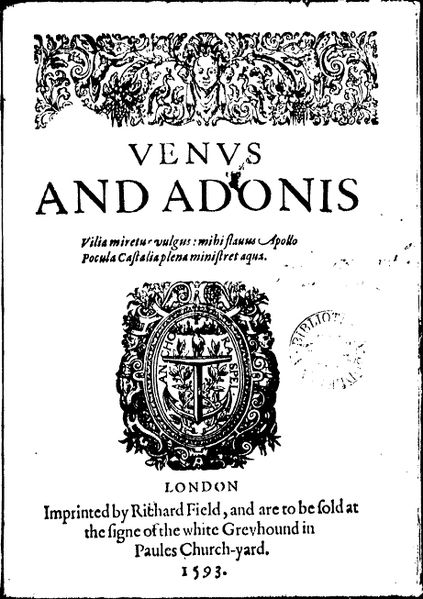 VENVS
AND ADONIS
Vilia miretur vulgus: mihi flauus Apollo
Pocula Caſtalia plena miniſtret aqua.
SPEI
LONDON
Imprinted by Richard Field, and are to be ſold at
the ſigne of the white Greyhound in
Paules Church-yard.
1593.